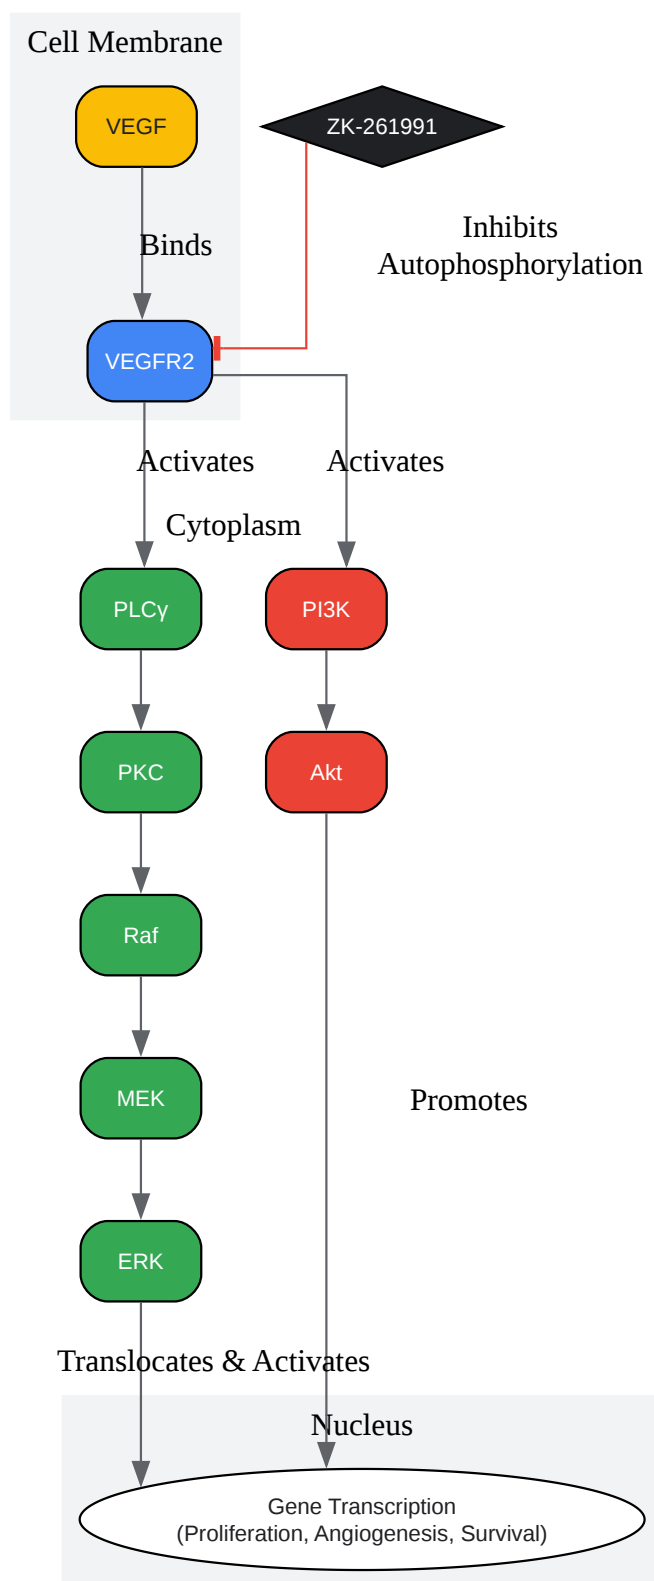 Cell Membrane
VEGF
ZK-261991
Inhibits
Autophosphorylation
Binds
VEGFR2
Activates
Activates
Cytoplasm
PLCγ
PI3K
PKC
Akt
Raf
MEK
Promotes
ERK
Translocates & Activates
Nucleus
Gene Transcription
(Proliferation, Angiogenesis, Survival)